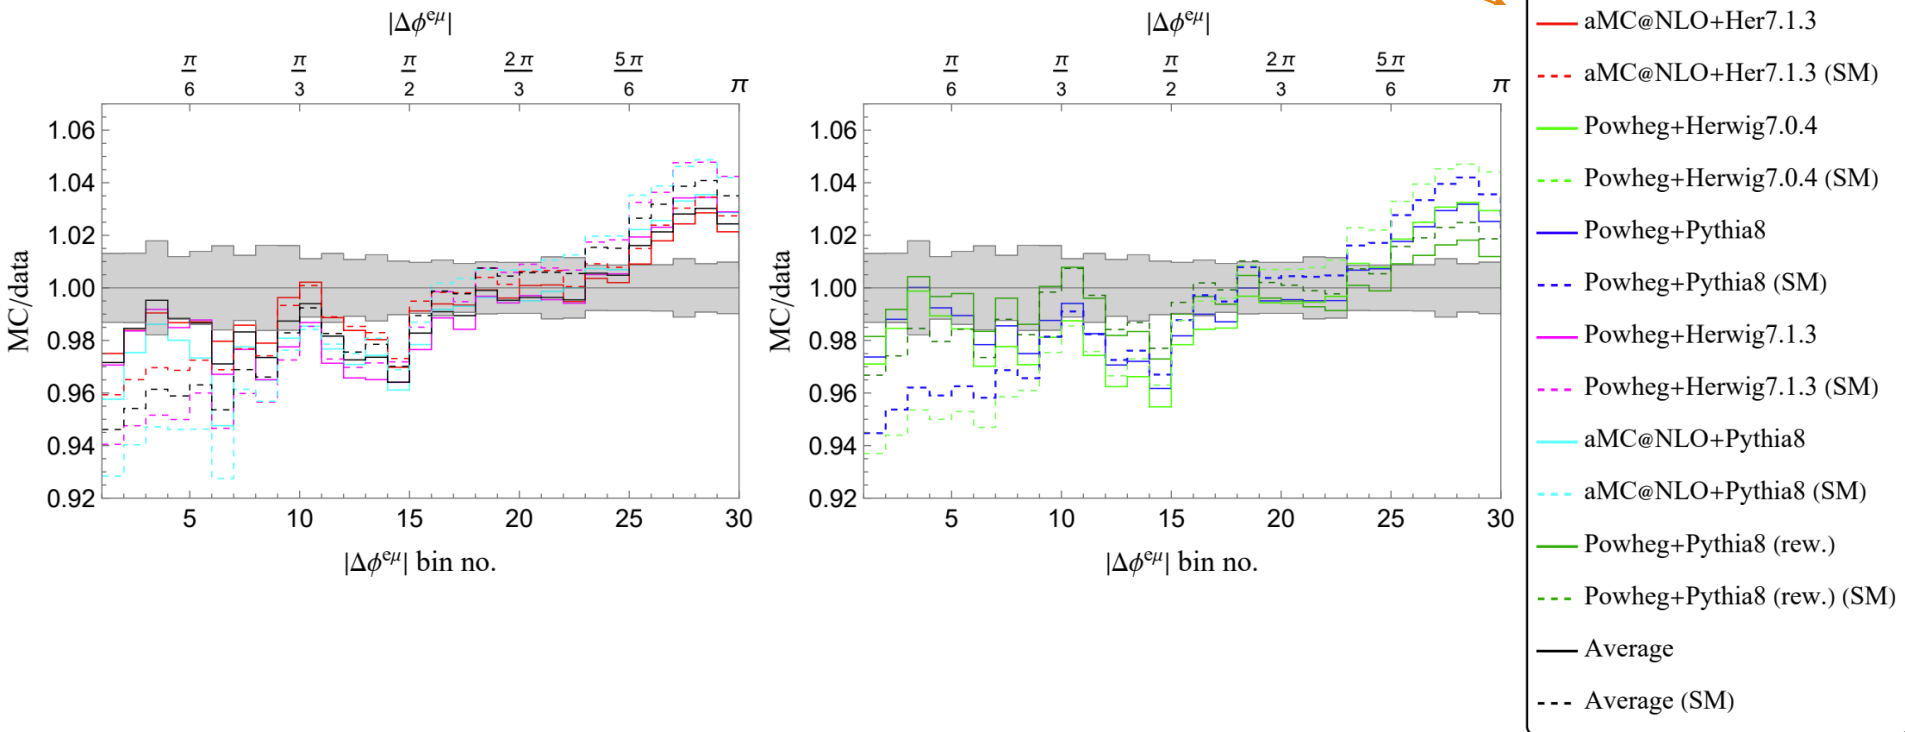 |Δϕ^eμ|
π/6 π/3 π/2 2π/3 5π/6 π
MC/data
1.06
1.04
1.02
1.00
0.98
0.96
0.94
0.92
5 10 15 20 25 30
|Δϕ^eμ| bin no.
|Δϕ^eμ|
π/6 π/3 π/2 2π/3 5π/6 π
MC/data
1.06
1.04
1.02
1.00
0.98
0.96
0.94
0.92
5 10 15 20 25 30
|Δϕ^eμ| bin no.
aMC@NLO+Her7.1.3
aMC@NLO+Her7.1.3 (SM)
Powheg+Herwig7.0.4
Powheg+Herwig7.0.4 (SM)
Powheg+Pythia8
Powheg+Pythia8 (SM)
Powheg+Herwig7.1.3
Powheg+Herwig7.1.3 (SM)
aMC@NLO+Pythia8
aMC@NLO+Pythia8 (SM)
Powheg+Pythia8 (rew.)
Powheg+Pythia8 (rew.) (SM)
Average
Average (SM)